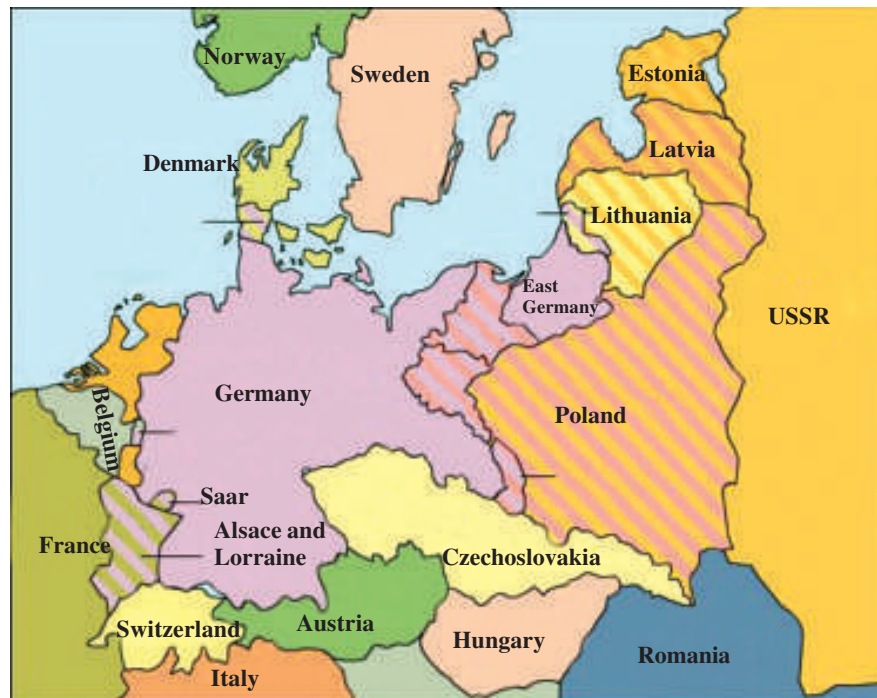 Norway
Sweden
Estonia
Latvia
Denmark
Lithuania
East
Germany
USSR
Germany
Belgium
Poland
Saar
Alsace and
Lorraine
France
Czechoslovakia
Switzerland
Austria
Hungary
Romania
Italy